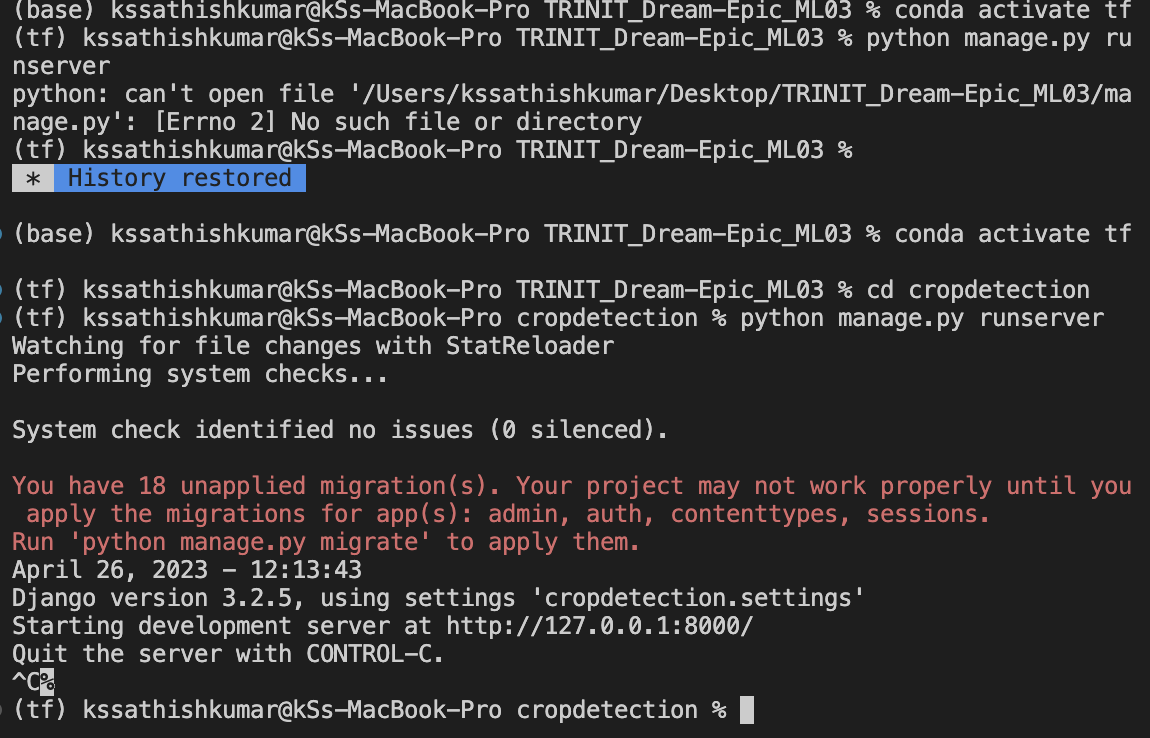 (base) kssathishkumar@kSs-MacBook-Pro TRINIT_Dream-Epic_ML03 % conda activate tf
(tf) kssathishkumar@kSs-MacBook-Pro TRINIT_Dream-Epic_ML03 % python manage.py ru
nserver
python: can't open file '/Users/kssathishkumar/Desktop/TRINIT_Dream-Epic_ML03/ma
nage.py': [Errno 2] No such file or directory
(tf) kssathishkumar@kSs-MacBook-Pro TRINIT_Dream-Epic_ML03 %
* History restored
(base) kssathishkumar@kSs-MacBook-Pro TRINIT_Dream-Epic_ML03 % conda activate tf
(tf) kssathishkumar@kSs-MacBook-Pro TRINIT_Dream-Epic_ML03 % cd cropdetection
(tf) kssathishkumar@kSs-MacBook-Pro cropdetection % python manage.py runserver
Watching for file changes with StatReloader
Performing system checks...
System check identified no issues (0 silenced).
You have 18 unapplied migration(s). Your project may not work properly until you
apply the migrations for app(s): admin, auth, contenttypes, sessions.
Run 'python manage.py migrate' to apply them.
April 26, 2023 - 12:13:43
Django version 3.2.5, using settings 'cropdetection.settings'
Starting development server at http://127.0.0.1:8000/
Quit the server with CONTROL-C.
^C%
(tf) kssathishkumar@kSs-MacBook-Pro cropdetection %